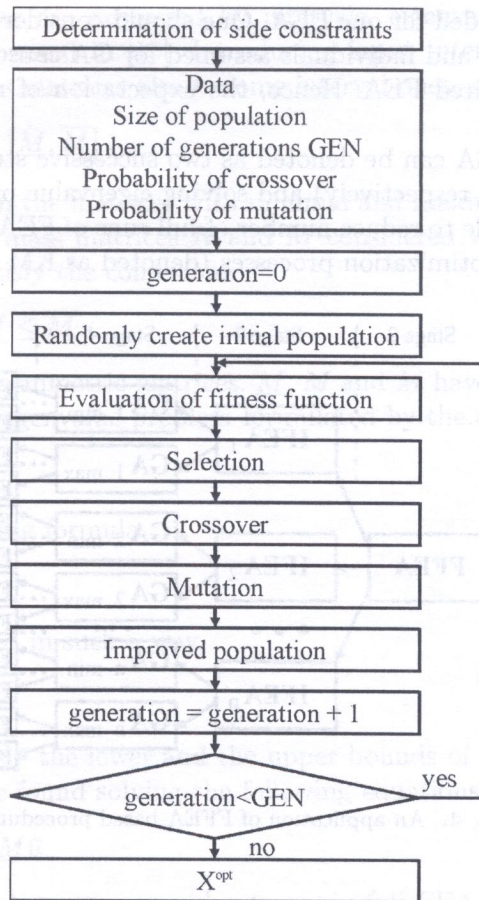 Determination of side constraints
Data
Size of population
Number of generations GEN
Probability of crossover
Probability of mutation
generation=0
Randomly create initial population
Evaluation of fitness function
Selection
Crossover
Mutation
Improved population
generation = generation + 1
generation<GEN
yes
no
X^opt